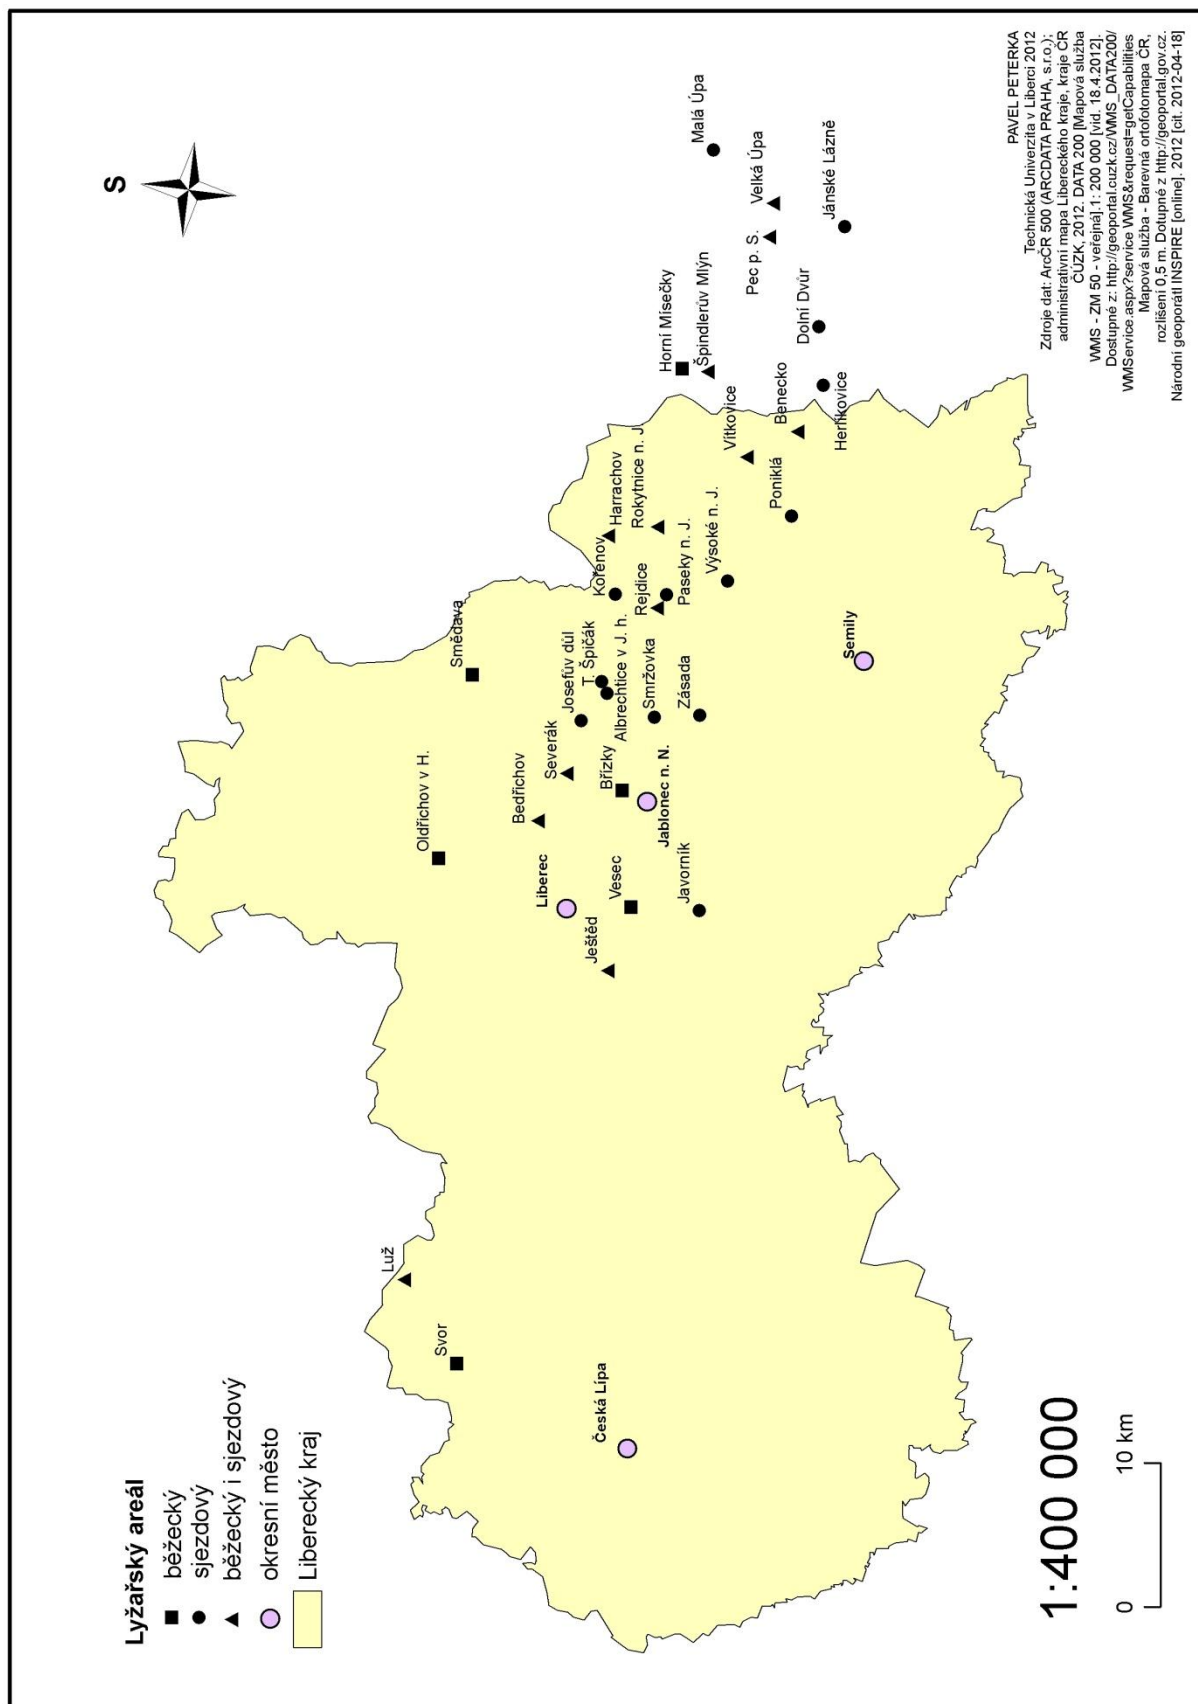 S
Lyžařský areál
běžecký
sjezdový
běžecký i sjezdový
okresní město
Liberecký kraj
Luž
Svor
Česká Lípa
Oldřichov v H.
Smědava
Bedřichov
Severák
Josefův důl
T. Špičák
Albrechtice v J. h.
Liberec
Ještěd
Vesec
Břízky
Jablonec n. N.
Javorník
Smržovka
Zásada
Kořenov
Harrachov
Rejdice
Rokytnice n. J
Paseky n. J.
Výsoké n. J.
Semily
Vítkovice
Poniklá
Benecko
Herlíkovice
Horní Mísečky
Špindlerův Mlýn
Dolní Dvůr
Pec p. S.
Velká Úpa
Malá Úpa
Jánské Lázně
1:400 000
0 10 km
PAVEL PETERKA
Technická Univerzita v Liberci 2012
Zdroje dat: ArcČR 500 (ARCDATA PRAHA, s.r.o.);
administrativní mapa Libereckého kraje, kraje ČR
ČÚZK, 2012. DATA 200 [Mapová služba
WMS - ZM 50 - veřejná].1: 200 000 [vid. 18.4.2012].
Dostupné z: http://geoportal.cuzk.cz/WMS_DATA200/
WMService.aspx?service WMS&request=getCapabilities
Mapová služba - Barevná ortofotomapa ČR,
rozlišení 0,5 m. Dotupné z http://geoportal.gov.cz.
Národní geoporátl INSPIRE [online]. 2012 [cit. 2012-04-18]